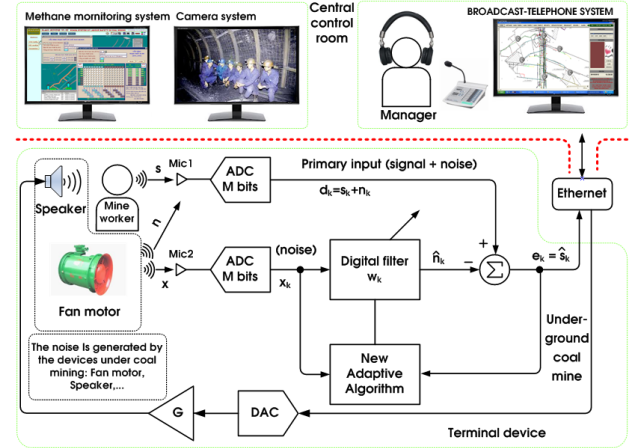 Methane mornitoring system
Camera system
Central
control
room
BROADCAST-TELEPHONE SYSTEM
Manager
Speaker
Mine
worker
s
Mic1
ADC
M bits
Primary input (signal + noise)
dk=sk+nk
Ethernet
n
Fan motor
x
Mic2
ADC
M bits
(noise)
xk
Digital filter
wk
n̂k
+
−
Σ
ek = ŝk
Under-
ground
coal
mine
The noise Is generated by
the devices under coal
mining: Fan motor,
Speaker,...
New
Adaptive
Algorithm
G
DAC
Terminal device